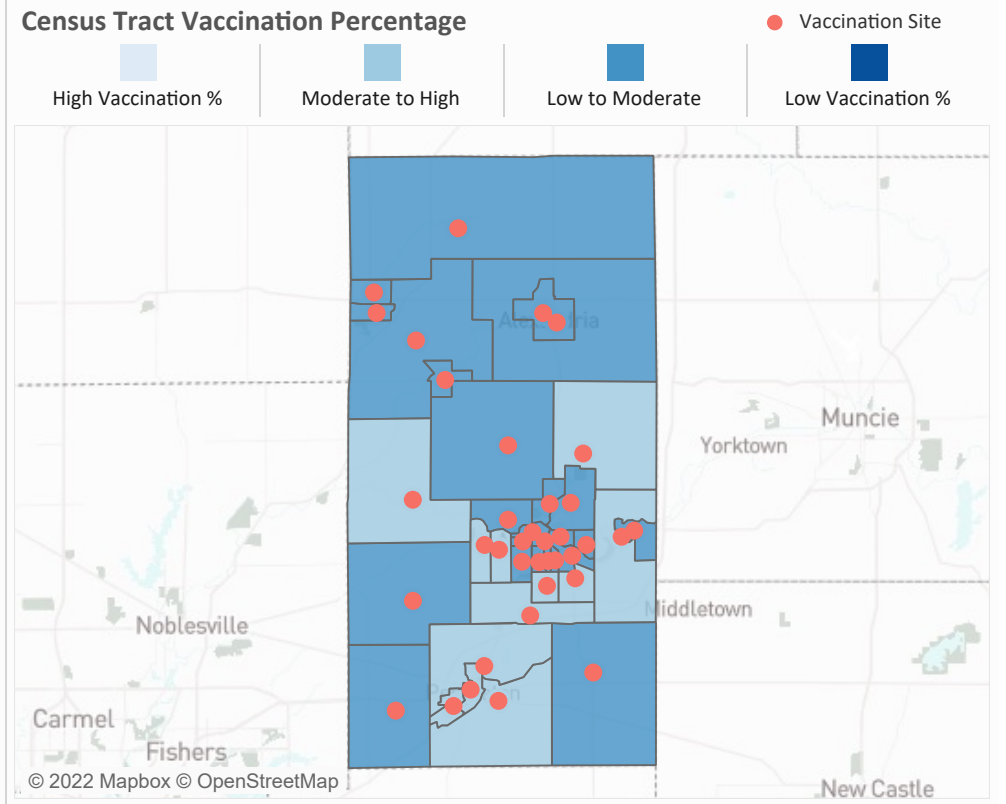 Census Tract Vaccination Percentage
Vaccination Site
High Vaccination %
Moderate to High
Low to Moderate
Low Vaccination %
Muncie
Yorktown
Middletown
Noblesville
Carmel
Fishers
© 2022 Mapbox © OpenStreetMap
New Castle